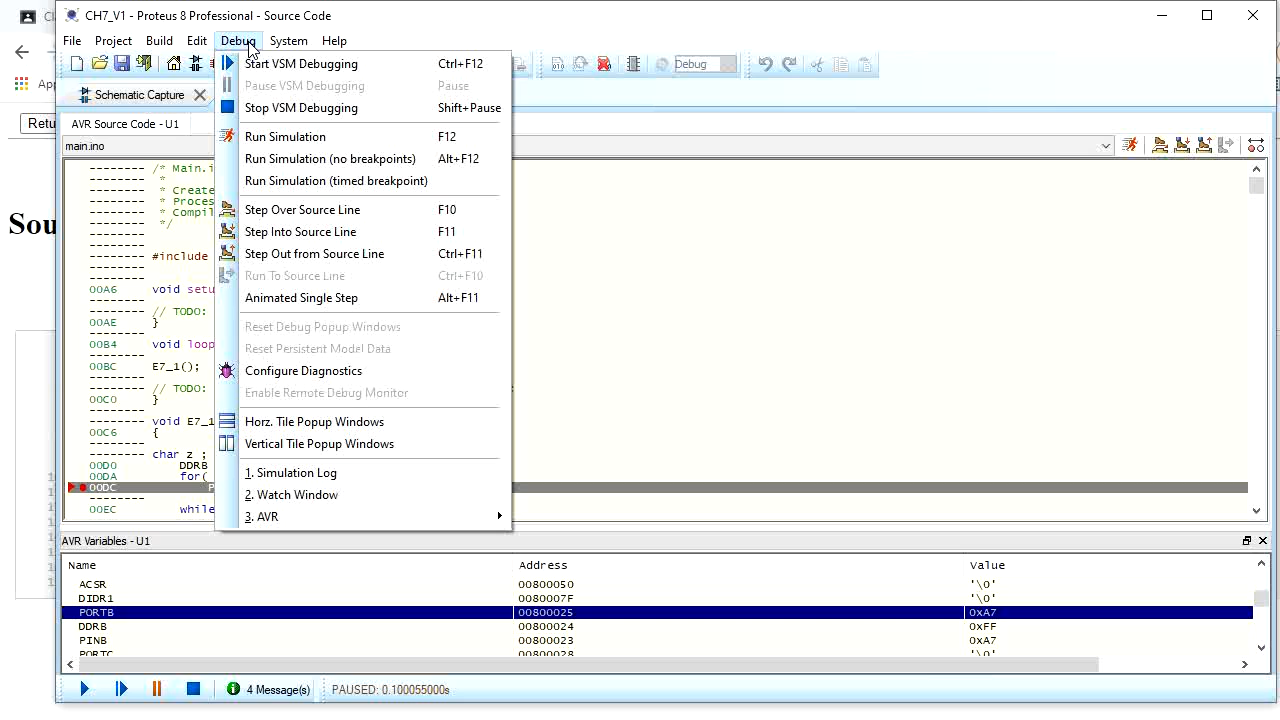 CH7_V1 - Proteus 8 Professional - Source Code
File Project Build Edit Debug System Help
Debug
Schematic Capture
AVR Source Code - U1
main.ino
App
Retu
Sou
/* Main.i
*
* Create
* Proces
* Compil
*/
#include
00A6 void setu
// TODO:
00AE }
00B4 void loop
00BC E7_1();
// TODO:
00C0 }
void E7_1
00C6 {
char z ;
00D0 DDRB
00DA for(
00DC P
00EC while
Start VSM Debugging Ctrl+F12
Pause VSM Debugging Pause
Stop VSM Debugging Shift+Pause
Run Simulation F12
Run Simulation (no breakpoints) Alt+F12
Run Simulation (timed breakpoint)
Step Over Source Line F10
Step Into Source Line F11
Step Out from Source Line Ctrl+F11
Run To Source Line Ctrl+F10
Animated Single Step Alt+F11
Reset Debug Popup Windows
Reset Persistent Model Data
Configure Diagnostics
Enable Remote Debug Monitor
Horz. Tile Popup Windows
Vertical Tile Popup Windows
1. Simulation Log
2. Watch Window
3. AVR
AVR Variables - U1
Name Address Value
ACSR 00800050 '\0'
DIDR1 0080007F '\0'
PORTB 00800025 0xA7
DDRB 00800024 0xFF
PINB 00800023 0xA7
PORTC 00800028 '\0'
4 Message(s) PAUSED: 0.100055000s